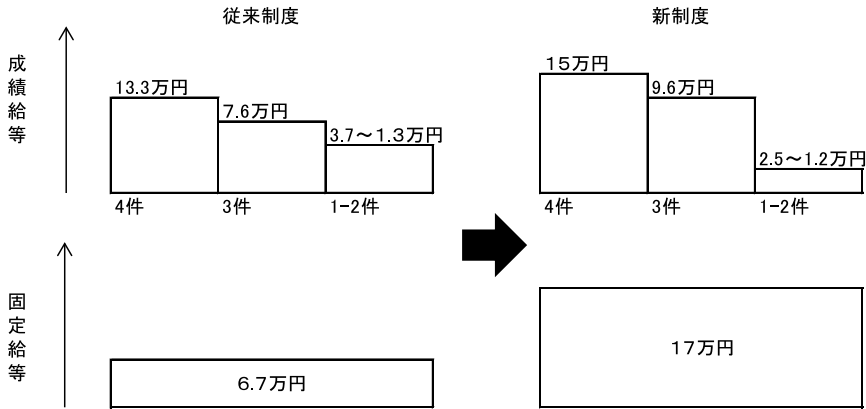 従来制度
新制度
成績給等
13.3万円
7.6万円
3.7〜1.3万円
4件
3件
1-2件
15万円
9.6万円
2.5〜1.2万円
4件
3件
1-2件
固定給等
6.7万円
17万円